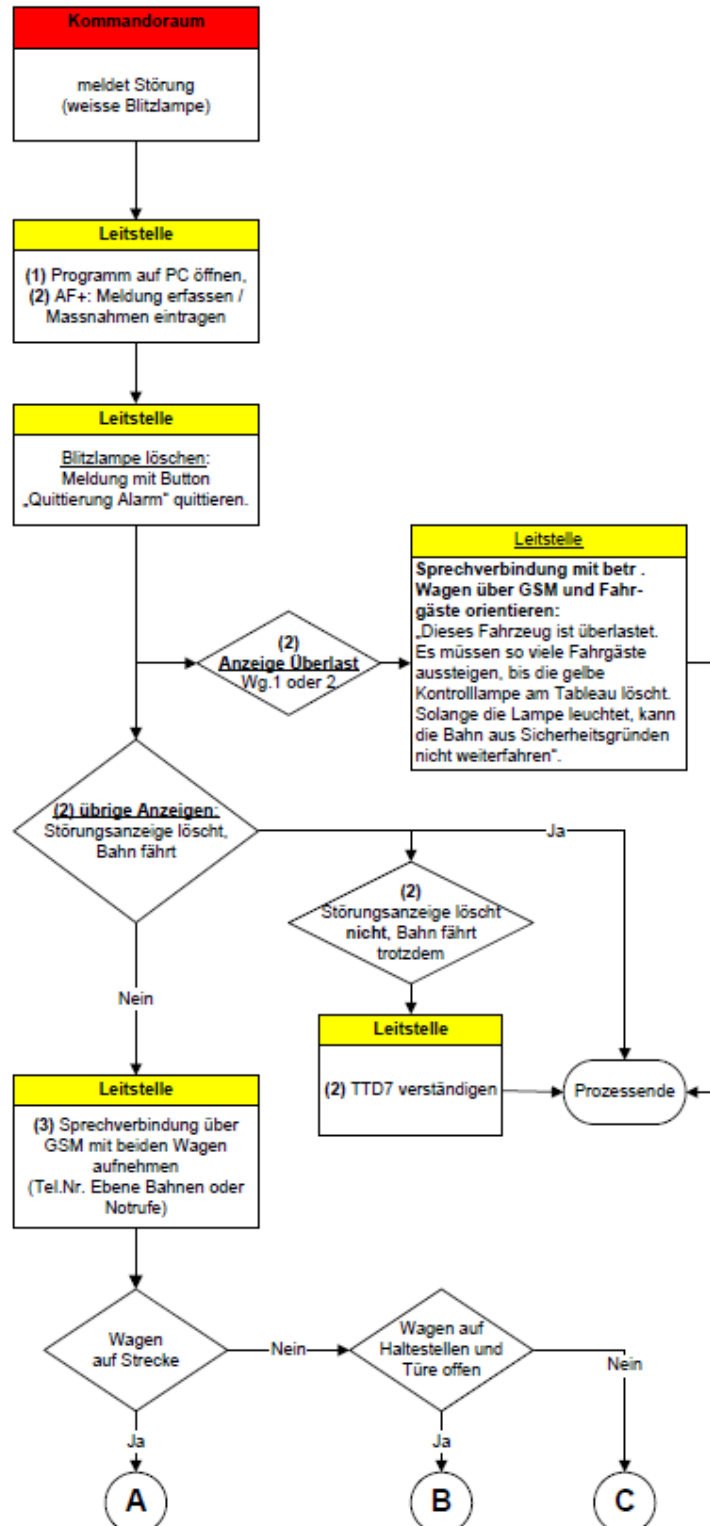 Kommandoraum
meldet Störung
(weisse Blitzlampe)
Leitstelle
(1) Programm auf PC öffnen,
(2) AF+: Meldung erfassen /
Massnahmen eintragen
Leitstelle
Blitzlampe löschen:
Meldung mit Button
„Quittierung Alarm“ quittieren.
(2)
Anzeige Überlast
Wg.1 oder 2
Leitstelle
Sprechverbindung mit betr .
Wagen über GSM und Fahr-
gäste orientieren:
„Dieses Fahrzeug ist überlastet.
Es müssen so viele Fahrgäste
aussteigen, bis die gelbe
Kontrolllampe am Tableau löscht.
Solange die Lampe leuchtet, kann
die Bahn aus Sicherheitsgründen
nicht weiterfahren“.
(2) übrige Anzeigen:
Störungsanzeige löscht,
Bahn fährt
Ja
(2)
Störungsanzeige löscht
nicht, Bahn fährt
trotzdem
Nein
Leitstelle
(2) TTD7 verständigen
Prozessende
Leitstelle
(3) Sprechverbindung über
GSM mit beiden Wagen
aufnehmen
(Tel.Nr. Ebene Bahnen oder
Notrufe)
Wagen
auf Strecke
Nein
Wagen auf
Haltestellen und
Türe offen
Nein
Ja
Ja
A
B
C